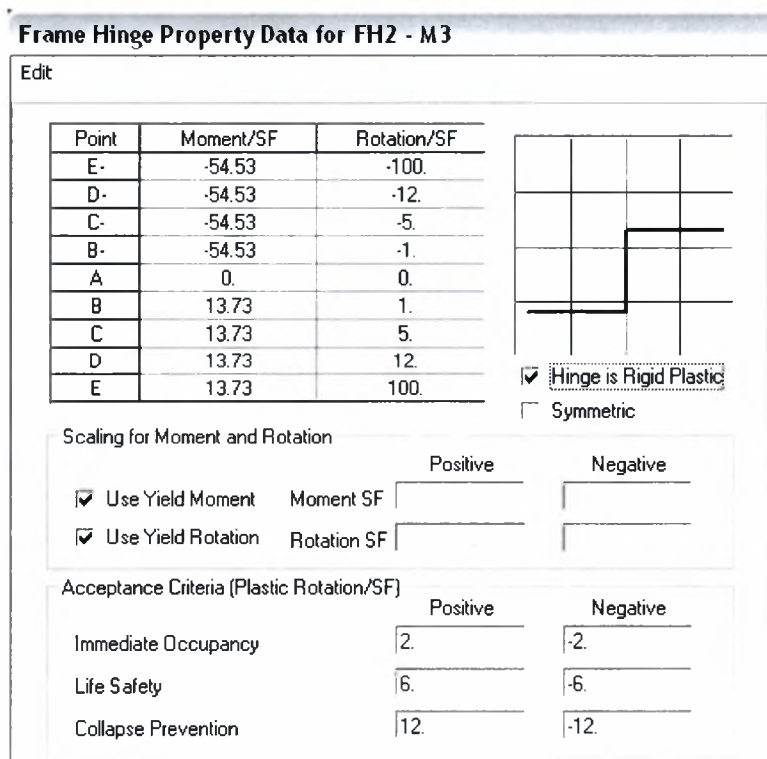 Frame Hinge Property Data for FH2 - M3
Edit
Point Moment/SF Rotation/SF
E- -54.53 -100.
D- -54.53 -12.
C- -54.53 -5.
B- -54.53 -1.
A 0. 0.
B 13.73 1.
C 13.73 5.
D 13.73 12.
E 13.73 100.
Hinge is Rigid Plastic
Symmetric
Scaling for Moment and Rotation
Positive Negative
Use Yield Moment Moment SF
Use Yield Rotation Rotation SF
Acceptance Criteria (Plastic Rotation/SF)
Positive Negative
Immediate Occupancy 2. -2.
Life Safety 6. -6.
Collapse Prevention 12. -12.